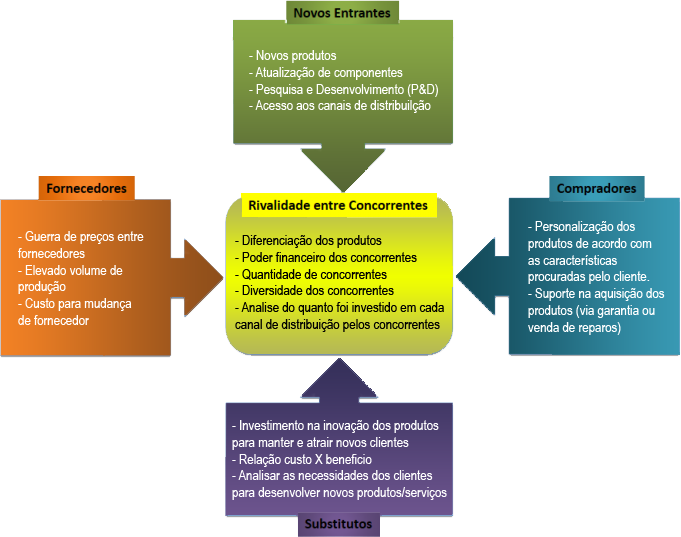 Novos Entrantes
- Novos produtos
- Atualização de componentes
- Pesquisa e Desenvolvimento (P&D)
- Acesso aos canais de distribuilção
Fornecedores
- Guerra de preços entre
fornecedores
- Elevado volume de
produção
- Custo para mudança
de fornecedor
Rivalidade entre Concorrentes
- Diferenciação dos produtos
- Poder financeiro dos concorrentes
- Quantidade de concorrentes
- Diversidade dos concorrentes
- Analise do quanto foi investido em cada
canal de distribuição pelos concorrentes
Compradores
- Personalização dos
produtos de acordo com
as características
procuradas pelo cliente.
- Suporte na aquisição dos
produtos (via garantia ou
venda de reparos)
- Investimento na inovação dos produtos
para manter e atrair novos clientes
- Relação custo X beneficio
- Analisar as necessidades dos clientes
para desenvolver novos produtos/serviços
Substitutos